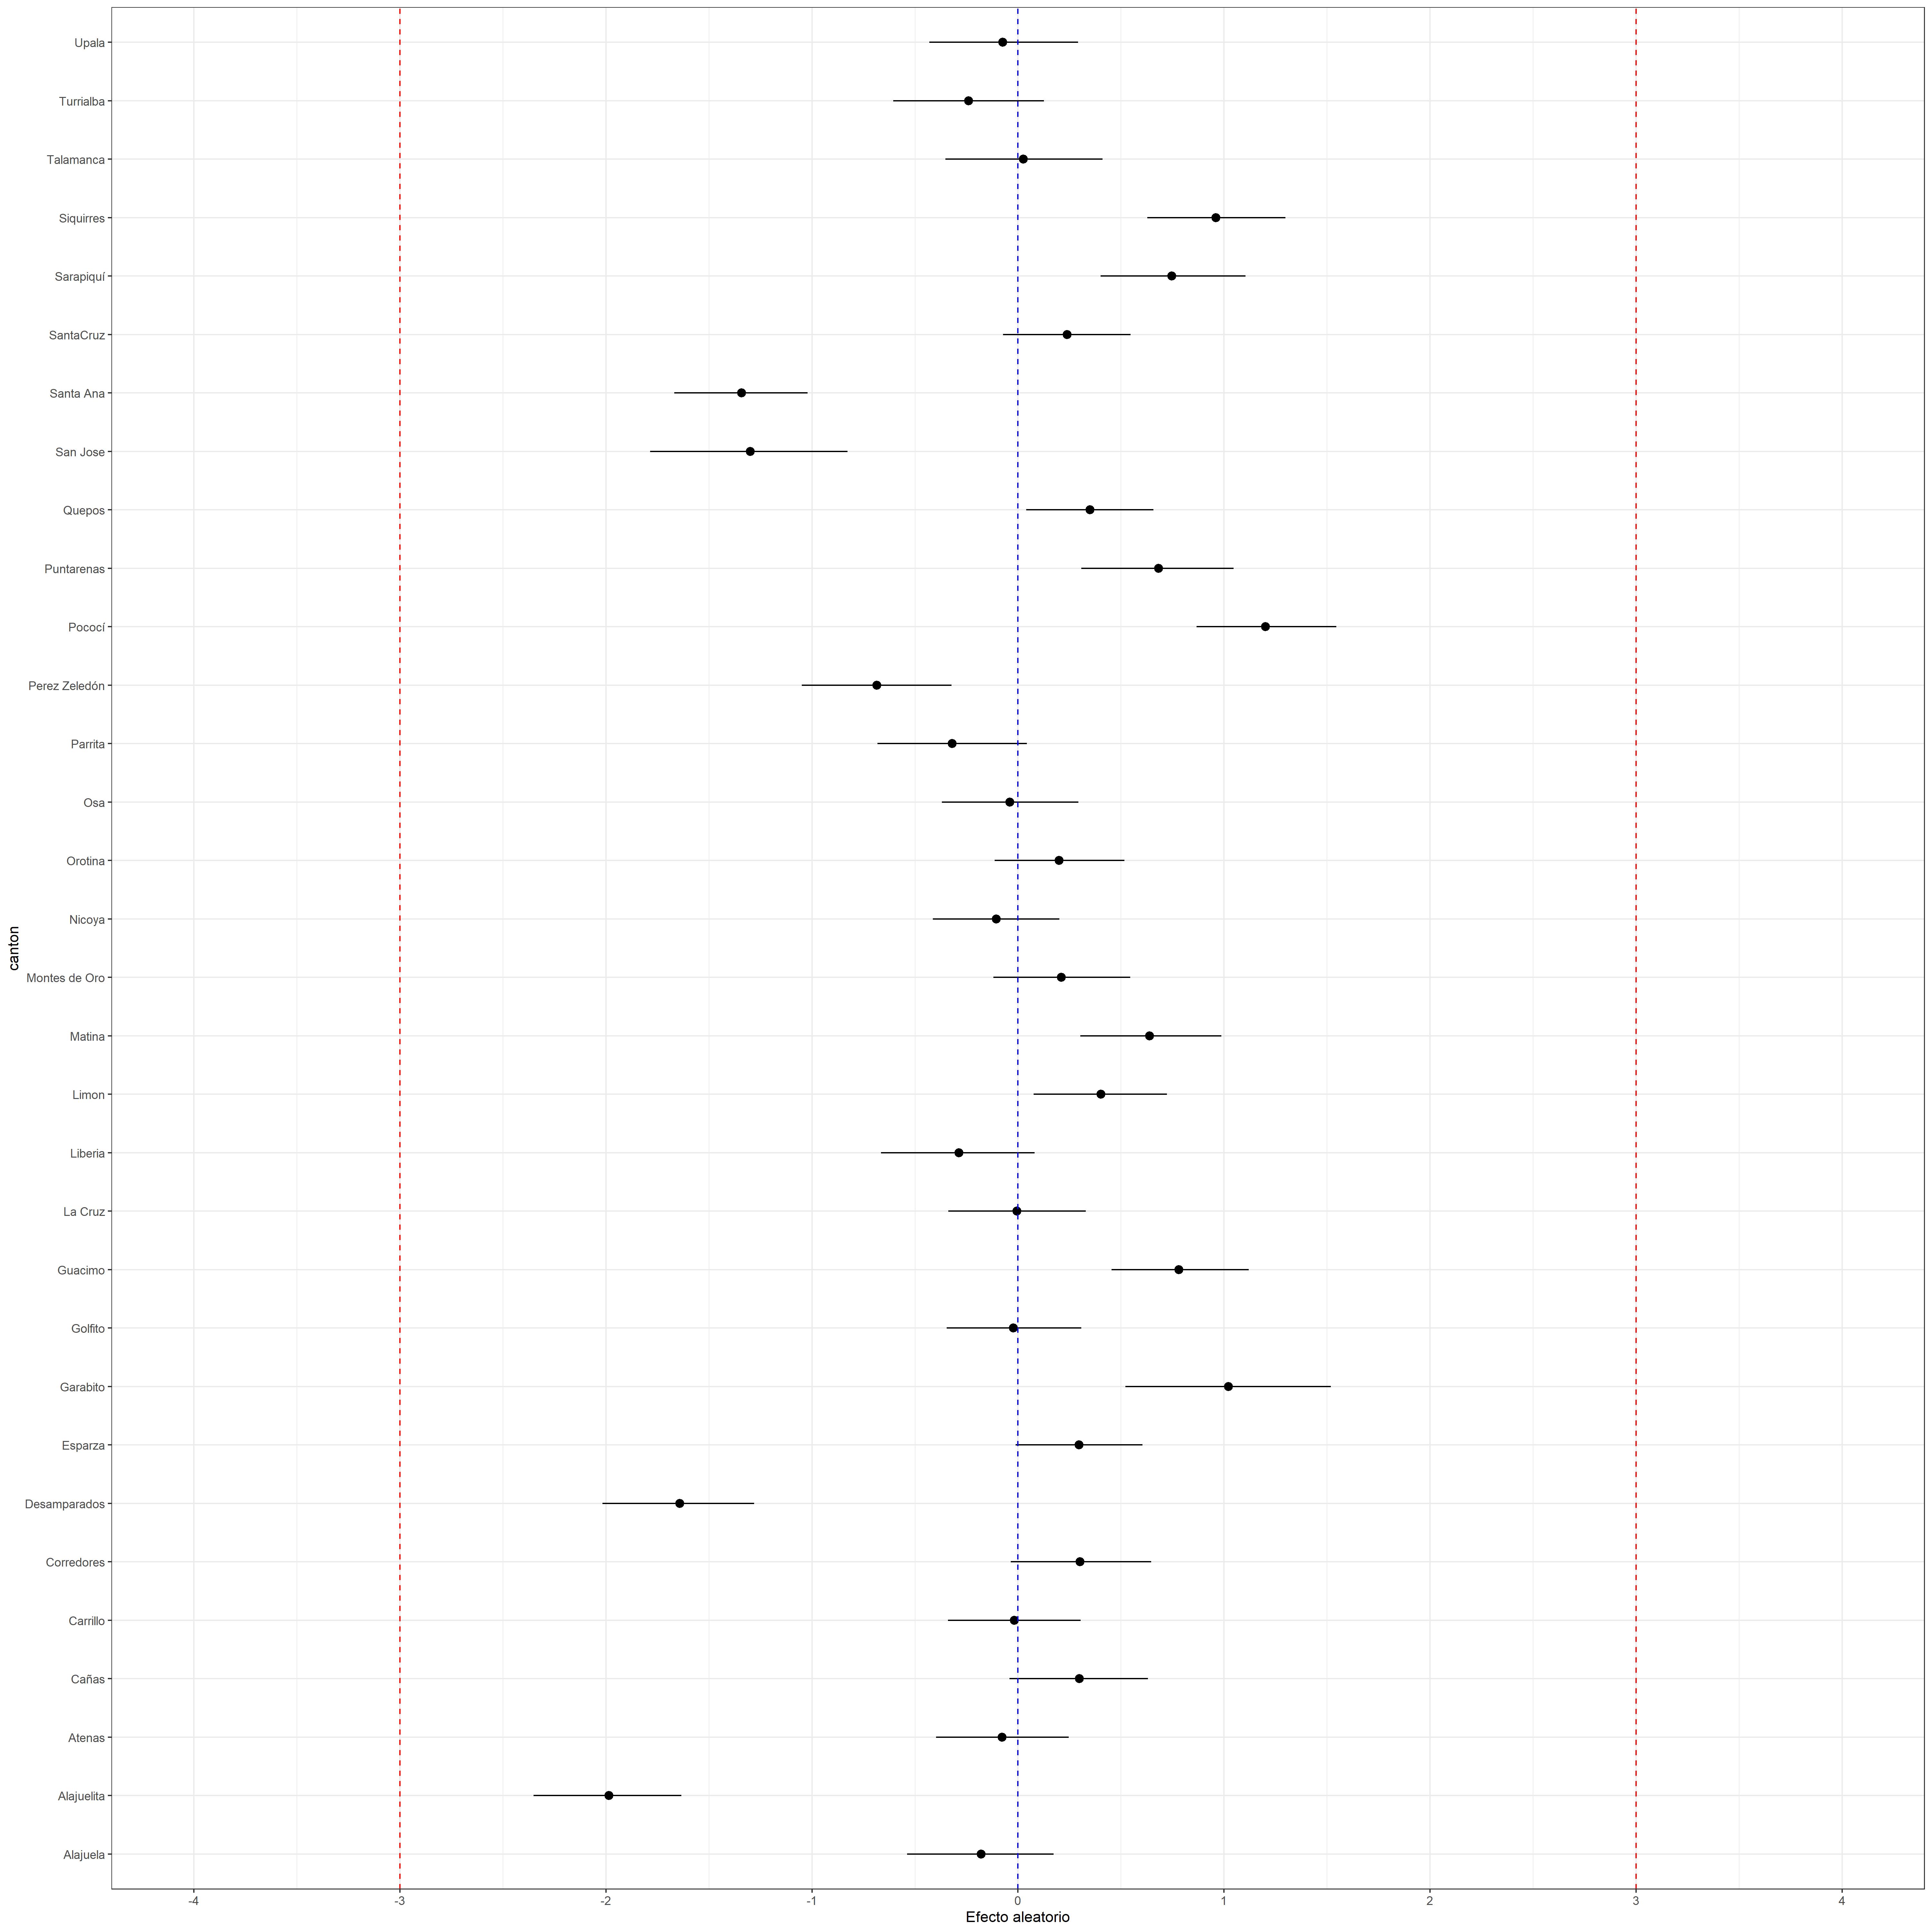 Upala
Turrialba
Talamanca
Siquirres
Sarapiquí
SantaCruz
Santa Ana
San Jose
Quepos
Puntarenas
Pococí
Perez Zeledón
Parrita
Osa
Orotina
Nicoya
canton
Montes de Oro
Matina
Limon
Liberia
La Cruz
Guacimo
Golfito
Garabito
Esparza
Desamparados
Corredores
Carrillo
Cañas
Atenas
Alajuelita
Alajuela
-4 -3 -2 -1 0 1 2 3 4
Efecto aleatorio